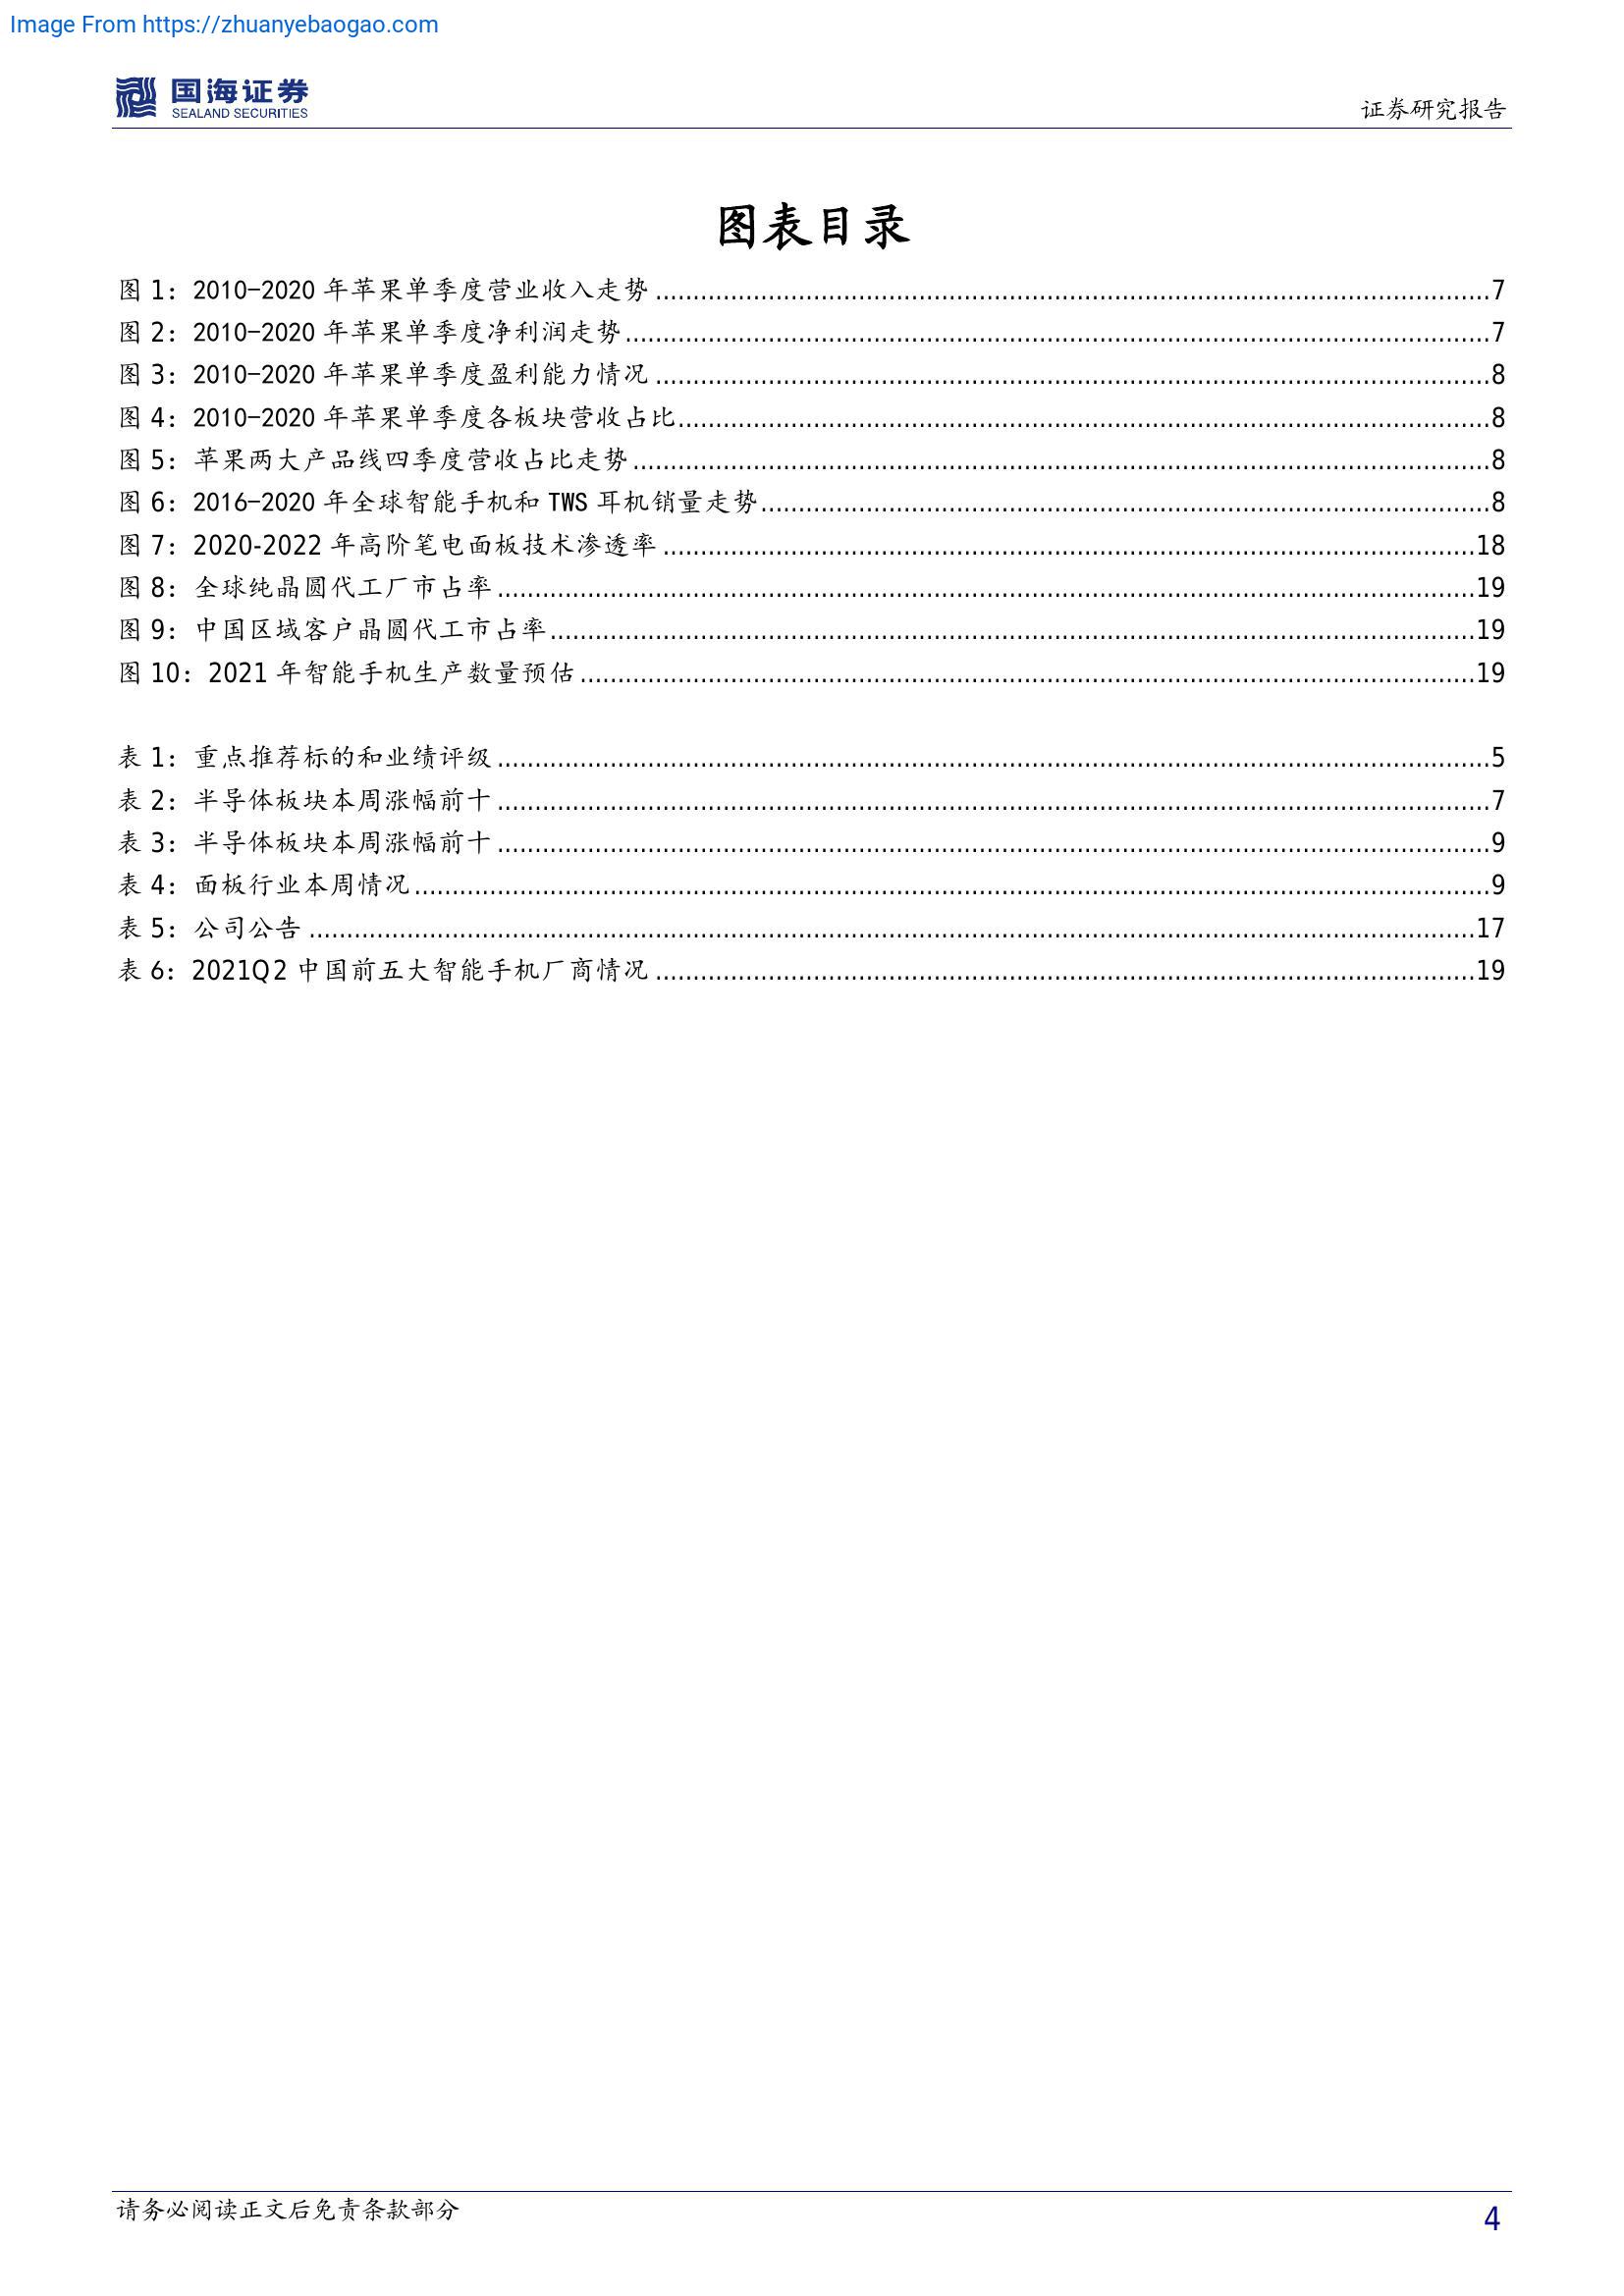 Image From https://zhuanyebaogao.com
国海证券
SEALAND SECURITIES
证券研究报告
图表目录
图 1：2010-2020 年苹果单季度营业收入走势........7
图 2：2010-2020 年苹果单季度净利润走势........7
图 3：2010-2020 年苹果单季度盈利能力情况........8
图 4：2010-2020 年苹果单季度各板块营收占比........8
图 5：苹果两大产品线四季度营收占比走势........8
图 6：2016-2020 年全球智能手机和 TWS 耳机销量走势........8
图 7：2020-2022 年高阶笔电面板技术渗透率........18
图 8：全球纯晶圆代工厂市占率........19
图 9：中国区域客户晶圆代工市占率........19
图 10：2021 年智能手机生产数量预估........19
表 1：重点推荐标的和业绩评级........5
表 2：半导体板块本周涨幅前十........7
表 3：半导体板块本周涨幅前十........9
表 4：面板行业本周情况........9
表 5：公司公告........17
表 6：2021Q2 中国前五大智能手机厂商情况........19
请务必阅读正文后免责条款部分
4